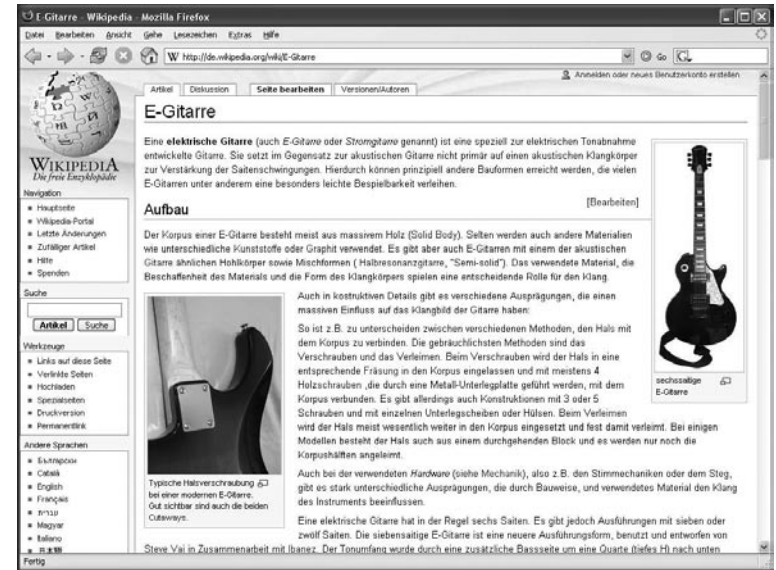 E-Gitarre - Wikipedia - Mozilla Firefox
Datei Bearbeiten Ansicht Gehe Lesezeichen Extras Hilfe
http://de.wikipedia.org/wiki/E-Gitarre
Go
Anmelden oder neues Benutzerkonto erstellen
Artikel Diskussion Seite bearbeiten Versionen/Autoren
WIKIPEDIA
Die freie Enzyklopädie
Navigation
Hauptseite
Wikipedia-Portal
Letzte Änderungen
Zufälliger Artikel
Hilfe
Spenden
Suche
Artikel Suche
Werkzeuge
Links auf diese Seite
Verlinkte Seiten
Hochladen
Spezialseiten
Druckversion
Permanentlink
Andere Sprachen
Български
Català
English
Français
עברית
Magyar
Italiano
日本語
E-Gitarre
Eine elektrische Gitarre (auch E-Gitarre oder Stromgitarre genannt) ist eine speziell zur elektrischen Tonabnahme
entwickelte Gitarre. Sie setzt im Gegensatz zur akustischen Gitarre nicht primär auf einen akustischen Klangkörper
zur Verstärkung der Saitenschwingungen. Hierdurch können prinzipiell andere Bauformen erreicht werden, die vielen
E-Gitarren unter anderem eine besonders leichte Bespielbarkeit verleihen.
[Bearbeiten]
Aufbau
Der Korpus einer E-Gitarre besteht meist aus massivem Holz (Solid Body). Selten werden auch andere Materialien
wie unterschiedliche Kunststoffe oder Graphit verwendet. Es gibt aber auch E-Gitarren mit einem der akustischen
Gitarre ähnlichen Hohlkörper sowie Mischformen ( Halbresonanzgitarre, "Semi-solid"). Das verwendete Material, die
Beschaffenheit des Materials und die Form des Klangkörpers spielen eine entscheidende Rolle für den Klang.
sechssaitige
E-Gitarre
Auch in kostruktiven Details gibt es verschiedene Ausprägungen, die einen
massiven Einfluss auf das Klangbild der Gitarre haben:
So ist z.B. zu unterscheiden zwischen verschiedenen Methoden, den Hals mit
dem Korpus zu verbinden. Die gebräuchlichsten Methoden sind das
Verschrauben und das Verleimen. Beim Verschrauben wird der Hals in eine
entsprechende Fräsung in den Korpus eingelassen und mit meistens 4
Holzschrauben ,die durch eine Metall-Unterlegplatte geführt werden, mit dem
Korpus verbunden. Es gibt allerdings auch Konstruktionen mit 3 oder 5
Schrauben und mit einzelnen Unterlegscheiben oder Hülsen. Beim Verleimen
wird der Hals meist wesentlich weiter in den Korpus eingesetzt und fest damit verleimt. Bei einigen
Modellen besteht der Hals auch aus einem durchgehenden Block und es werden nur noch die
Korpushälften angeleimt.
Typische Halsverschraubung
bei einer modernen E-Gitarre.
Gut sichtbar sind auch die beiden
Cutaways.
Auch bei der verwendeten Hardware (siehe Mechanik), also z.B. den Stimmechaniken oder dem Steg,
gibt es stark unterschiedliche Ausprägungen, die durch Bauweise, und verwendetes Material den Klang
des Instruments beeinflussen.
Eine elektrische Gitarre hat in der Regel sechs Saiten. Es gibt jedoch Ausführungen mit sieben oder
zwölf Saiten. Die siebensaitige E-Gitarre ist eine neuere Ausführungsform, benutzt und entworfen von
Steve Vai in Zusammenarbeit mit Ibanez. Der Tonumfang wurde durch eine zusätzliche Basssaite um eine Quarte (tiefes H) nach unten
Fertig